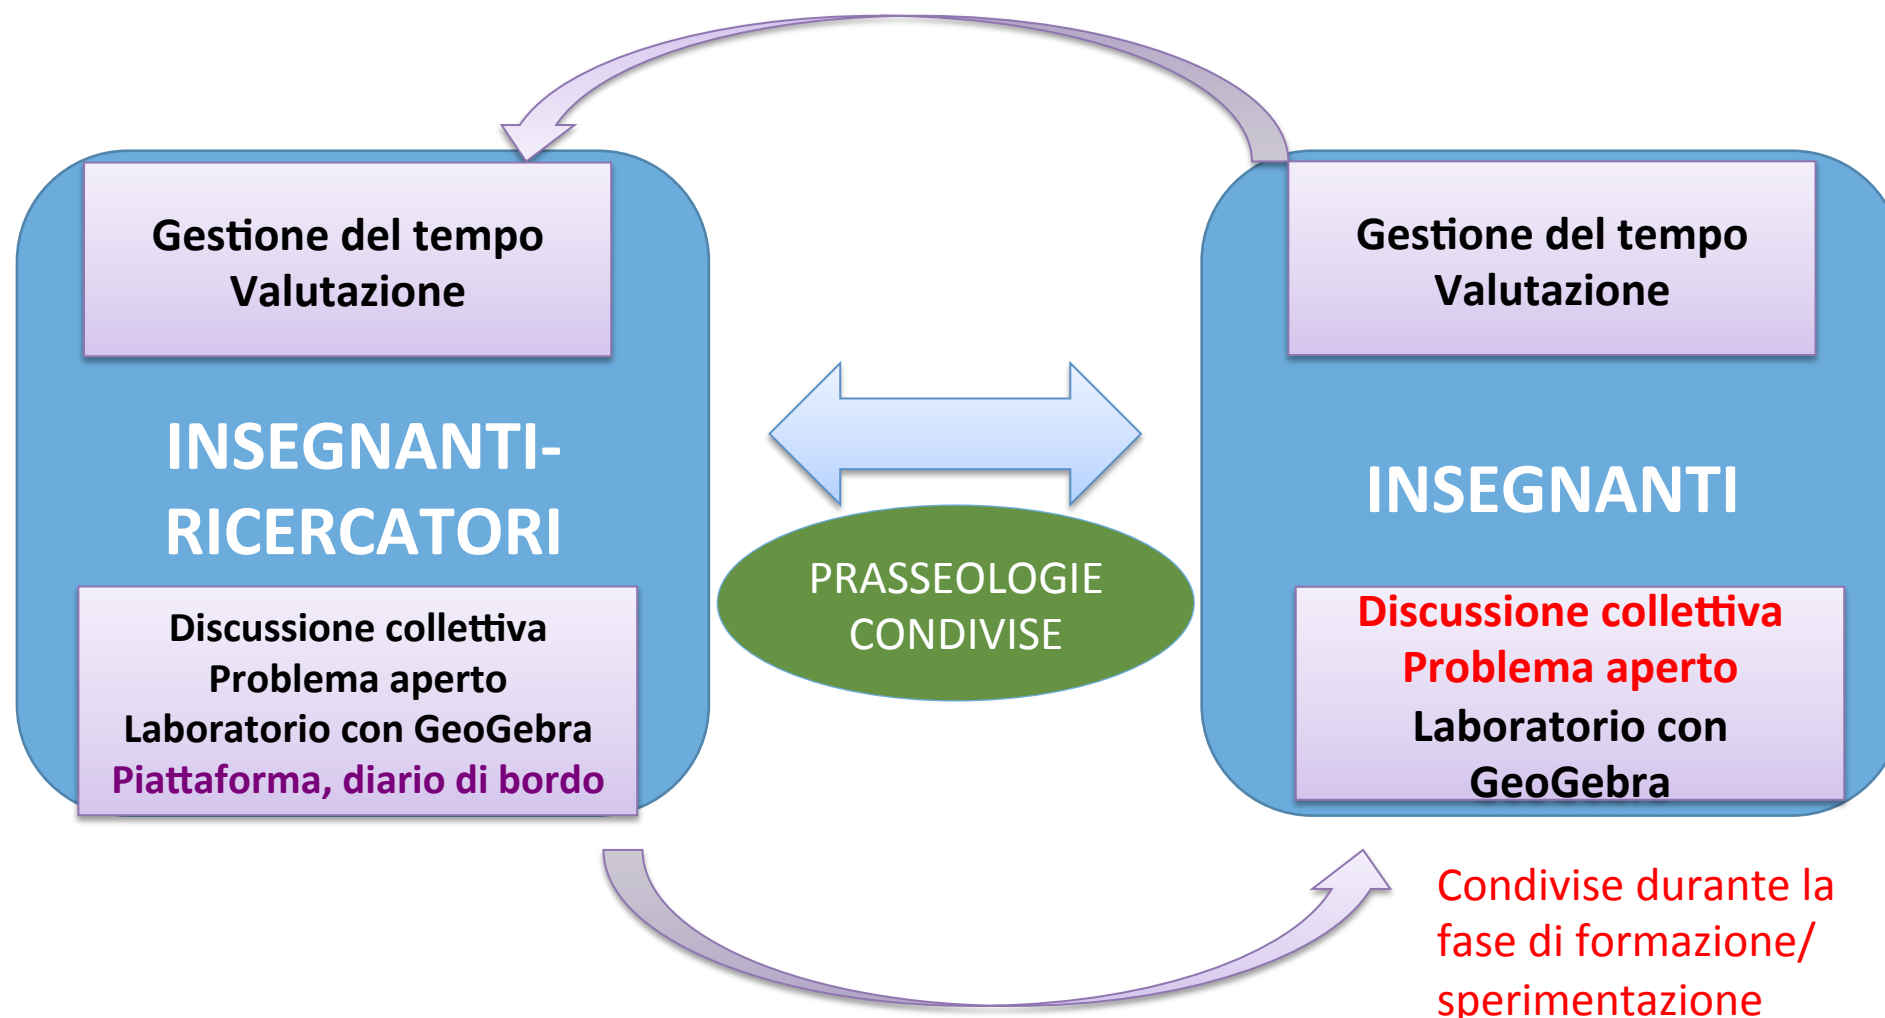 Gestione del tempo
Valutazione
INSEGNANTI-
RICERCATORI
Discussione collettiva
Problema aperto
Laboratorio con GeoGebra
Piattaforma, diario di bordo
PRASSEOLOGIE
CONDIVISE
Gestione del tempo
Valutazione
INSEGNANTI
Discussione collettiva
Problema aperto
Laboratorio con
GeoGebra
Condivise durante la
fase di formazione/
sperimentazione